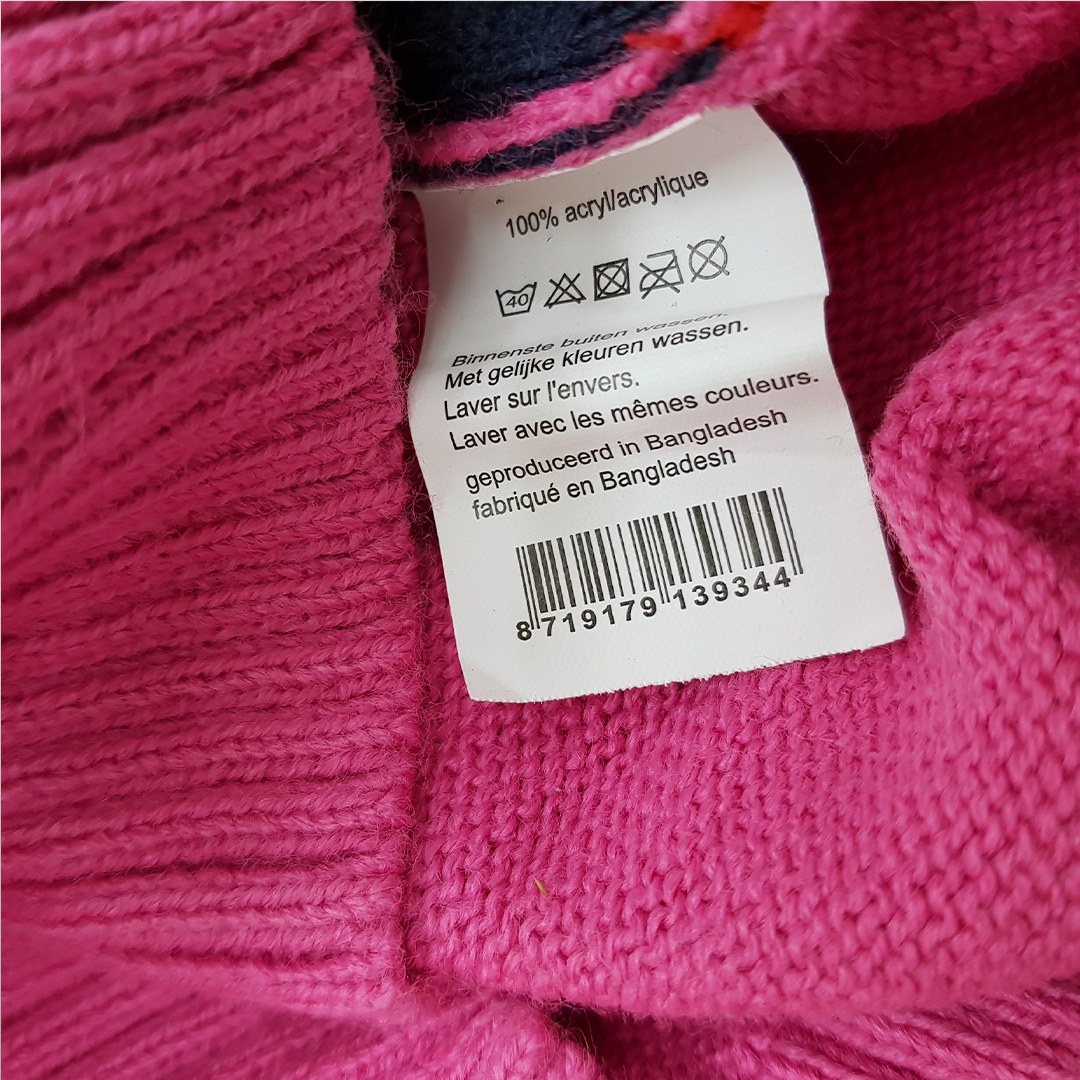 100% acryl/acrylique
40
Binnenste buiten wassen.
Met gelijke kleuren wassen.
Laver sur l'envers.
Laver avec les mêmes couleurs.
geproduceerd in Bangladesh
fabriqué en Bangladesh
8 719179 139344